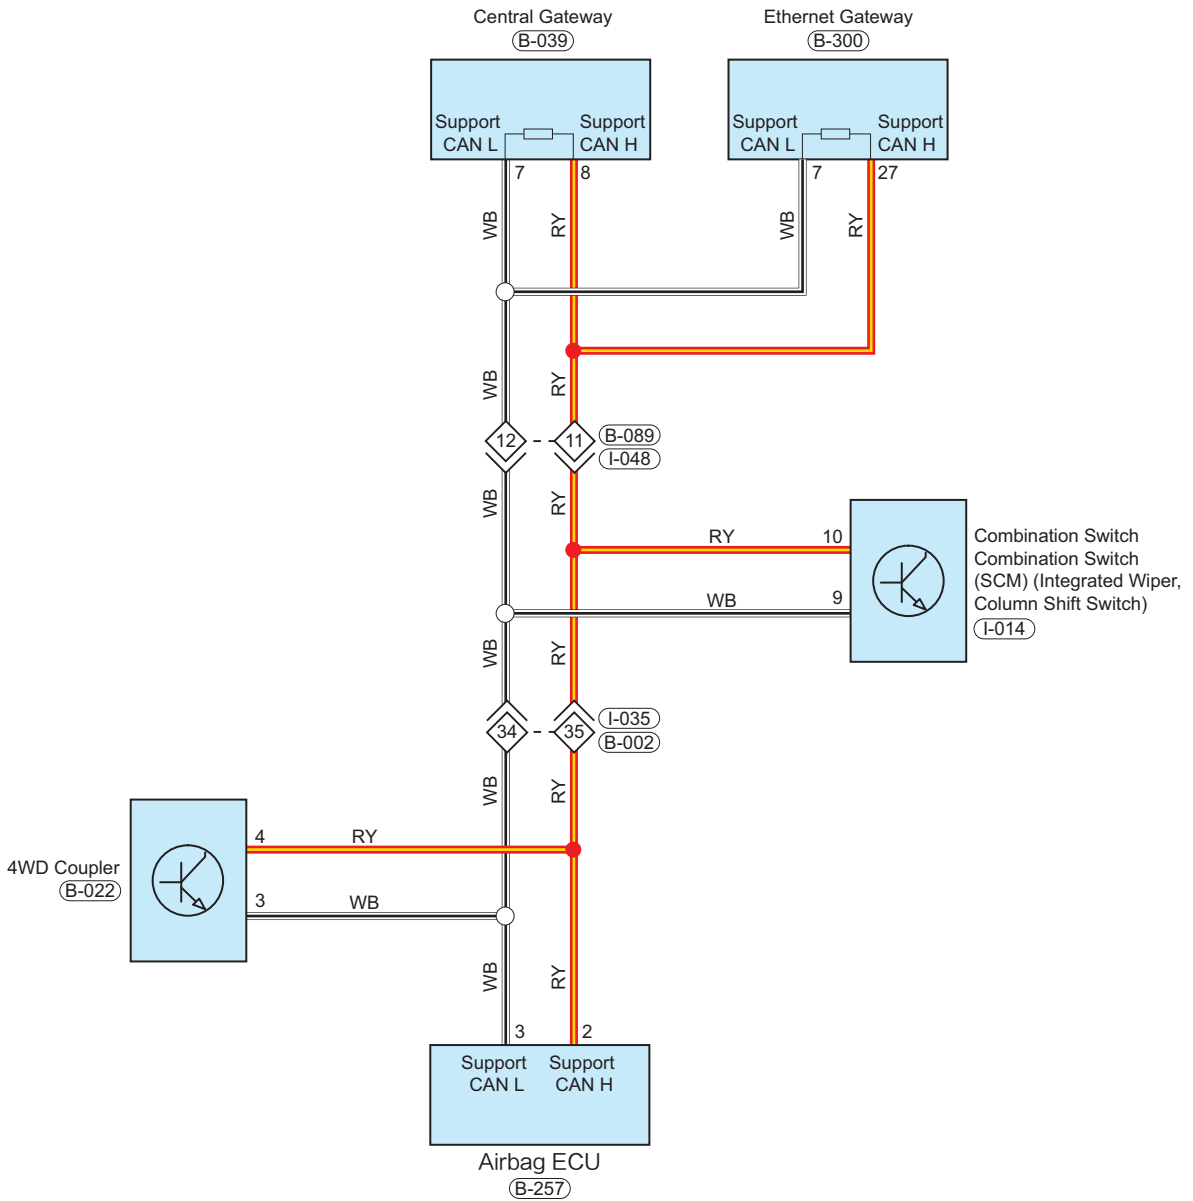 Central Gateway
B-039
Ethernet Gateway
B-300
Support
CAN L
Support
CAN H
Support
CAN L
Support
CAN H
7
8
7
27
WB
RY
WB
RY
WB
RY
12
11
B-089
I-048
WB
RY
RY
10
WB
9
Combination Switch
Combination Switch
(SCM) (Integrated Wiper,
Column Shift Switch)
I-014
WB
RY
34
35
I-035
B-002
WB
RY
4
RY
4WD Coupler
B-022
3
WB
WB
RY
3
2
Support
CAN L
Support
CAN H
Airbag ECU
B-257